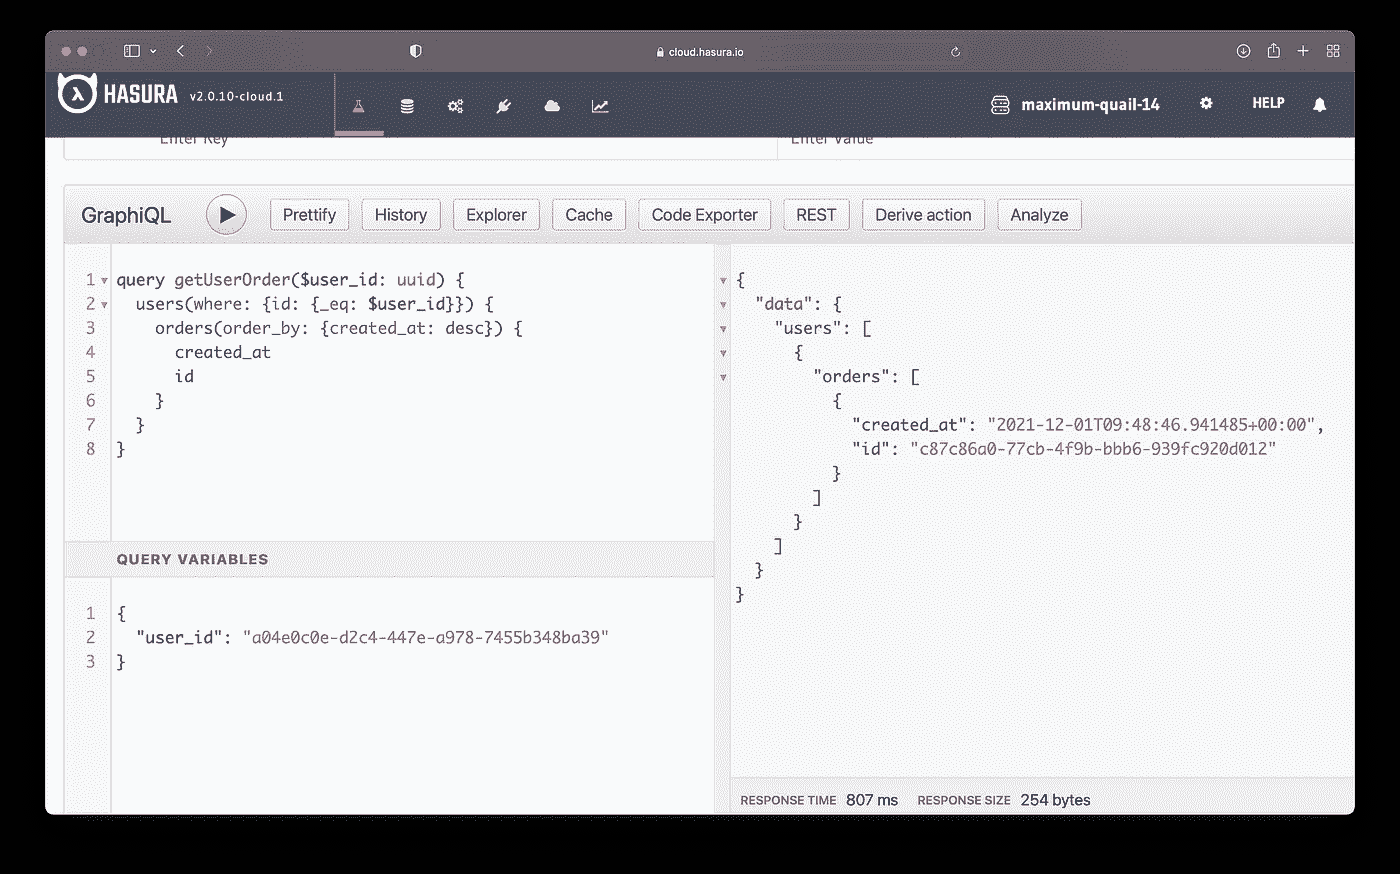 cloud.hasura.io
HASURA v2.0.10-cloud.1
maximum-quail-14 HELP
Enter Key Enter Value
GraphiQL Prettify History Explorer Cache Code Exporter REST Derive action Analyze
1 query getUserOrder($user_id: uuid) {
2 users(where: {id: {_eq: $user_id}}) {
3 orders(order_by: {created_at: desc}) {
4 created_at
5 id
6 }
7 }
8 }
QUERY VARIABLES
1 {
2 "user_id": "a04e0c0e-d2c4-447e-a978-7455b348ba39"
3 }
{
"data": {
"users": [
{
"orders": [
{
"created_at": "2021-12-01T09:48:46.941485+00:00",
"id": "c87c86a0-77cb-4f9b-bbb6-939fc920d012"
}
]
}
]
}
}
RESPONSE TIME 807 ms RESPONSE SIZE 254 bytes